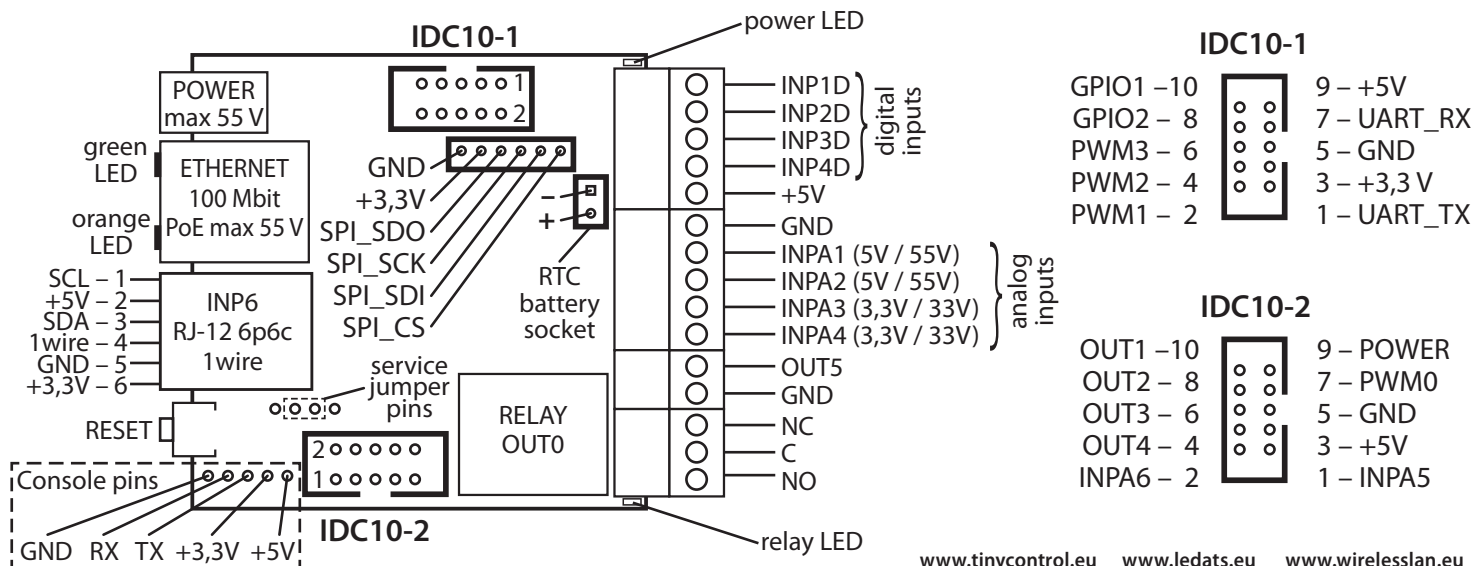 IDC10-1
power LED
POWER
max 55 V
1
2
green
LED
ETHERNET
100 Mbit
PoE max 55 V
orange
LED
GND
+3,3V
SPI_SDO
SPI_SCK
SPI_SDI
SPI_CS
–
+
RTC
battery
socket
INP1D
INP2D
INP3D
INP4D
digital
inputs
+5V
GND
INPA1 (5V / 55V)
INPA2 (5V / 55V)
INPA3 (3,3V / 33V)
INPA4 (3,3V / 33V)
analog
inputs
OUT5
GND
NC
C
NO
SCL – 1
+5V – 2
SDA – 3
1wire – 4
GND – 5
+3,3V – 6
INP6
RJ-12 6p6c
1wire
service
jumper
pins
RESET
RELAY
OUT0
2
1
Console pins
GND RX TX +3,3V +5V
IDC10-2
relay LED
IDC10-1
GPIO1 –10 9 – +5V
GPIO2 – 8 7 – UART_RX
PWM3 – 6 5 – GND
PWM2 – 4 3 – +3,3 V
PWM1 – 2 1 – UART_TX
IDC10-2
OUT1 –10 9 – POWER
OUT2 – 8 7 – PWM0
OUT3 – 6 5 – GND
OUT4 – 4 3 – +5V
INPA6 – 2 1 – INPA5
www.tinycontrol.eu www.ledats.eu www.wirelesslan.eu